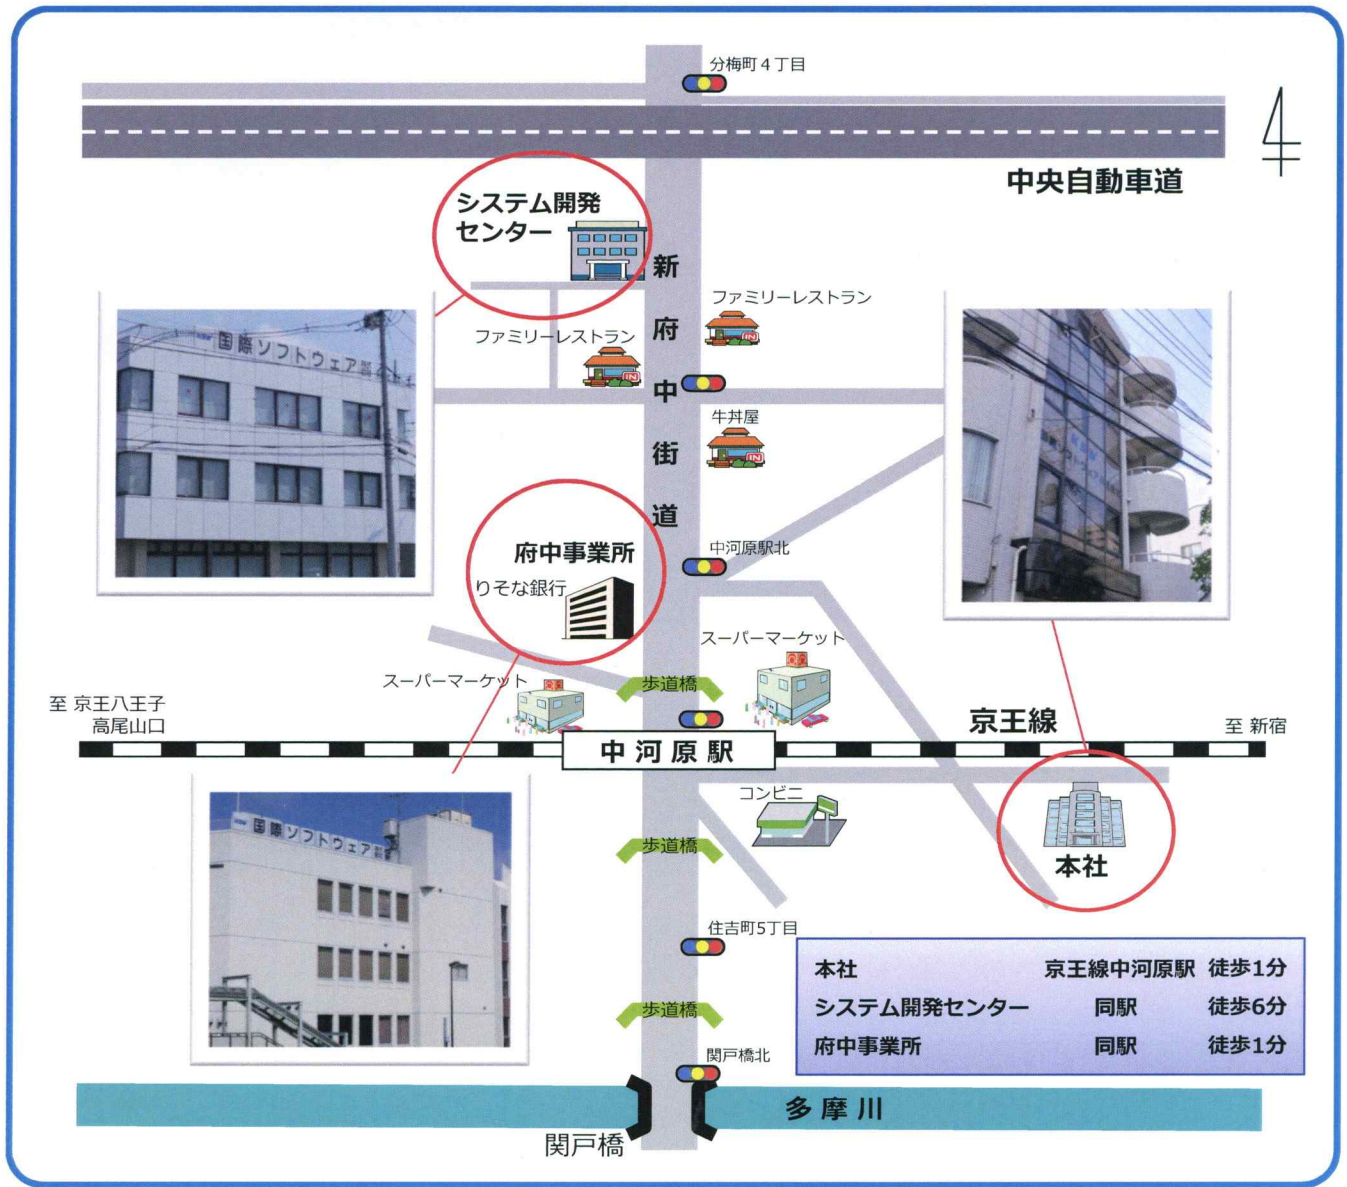 分梅町4丁目
中央自動車道
システム開発
センター
新府中街道
ファミリーレストラン
ファミリーレストラン
国際ソフトウェア
牛丼屋
中河原駅北
府中事業所
りそな銀行
スーパーマーケット
スーパーマーケット
歩道橋
至 京王八王子
高尾山口
京王線
至 新宿
中河原駅
コンビニ
本社
歩道橋
国際ソフトウェア
住吉町5丁目
本社 京王線中河原駅 徒歩1分
システム開発センター 同駅 徒歩6分
府中事業所 同駅 徒歩1分
歩道橋
関戸橋北
多摩川
関戸橋
IN
IN
IN